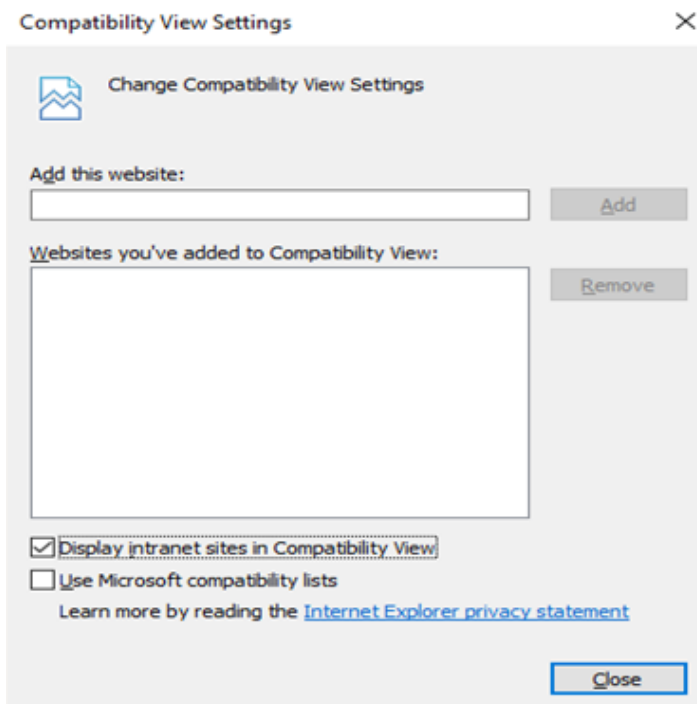 Compatibility View Settings
Change Compatibility View Settings
Add this website:
Add
Websites you've added to Compatibility View:
Remove
Display intranet sites in Compatibility View
Use Microsoft compatibility lists
Learn more by reading the Internet Explorer privacy statement
Close